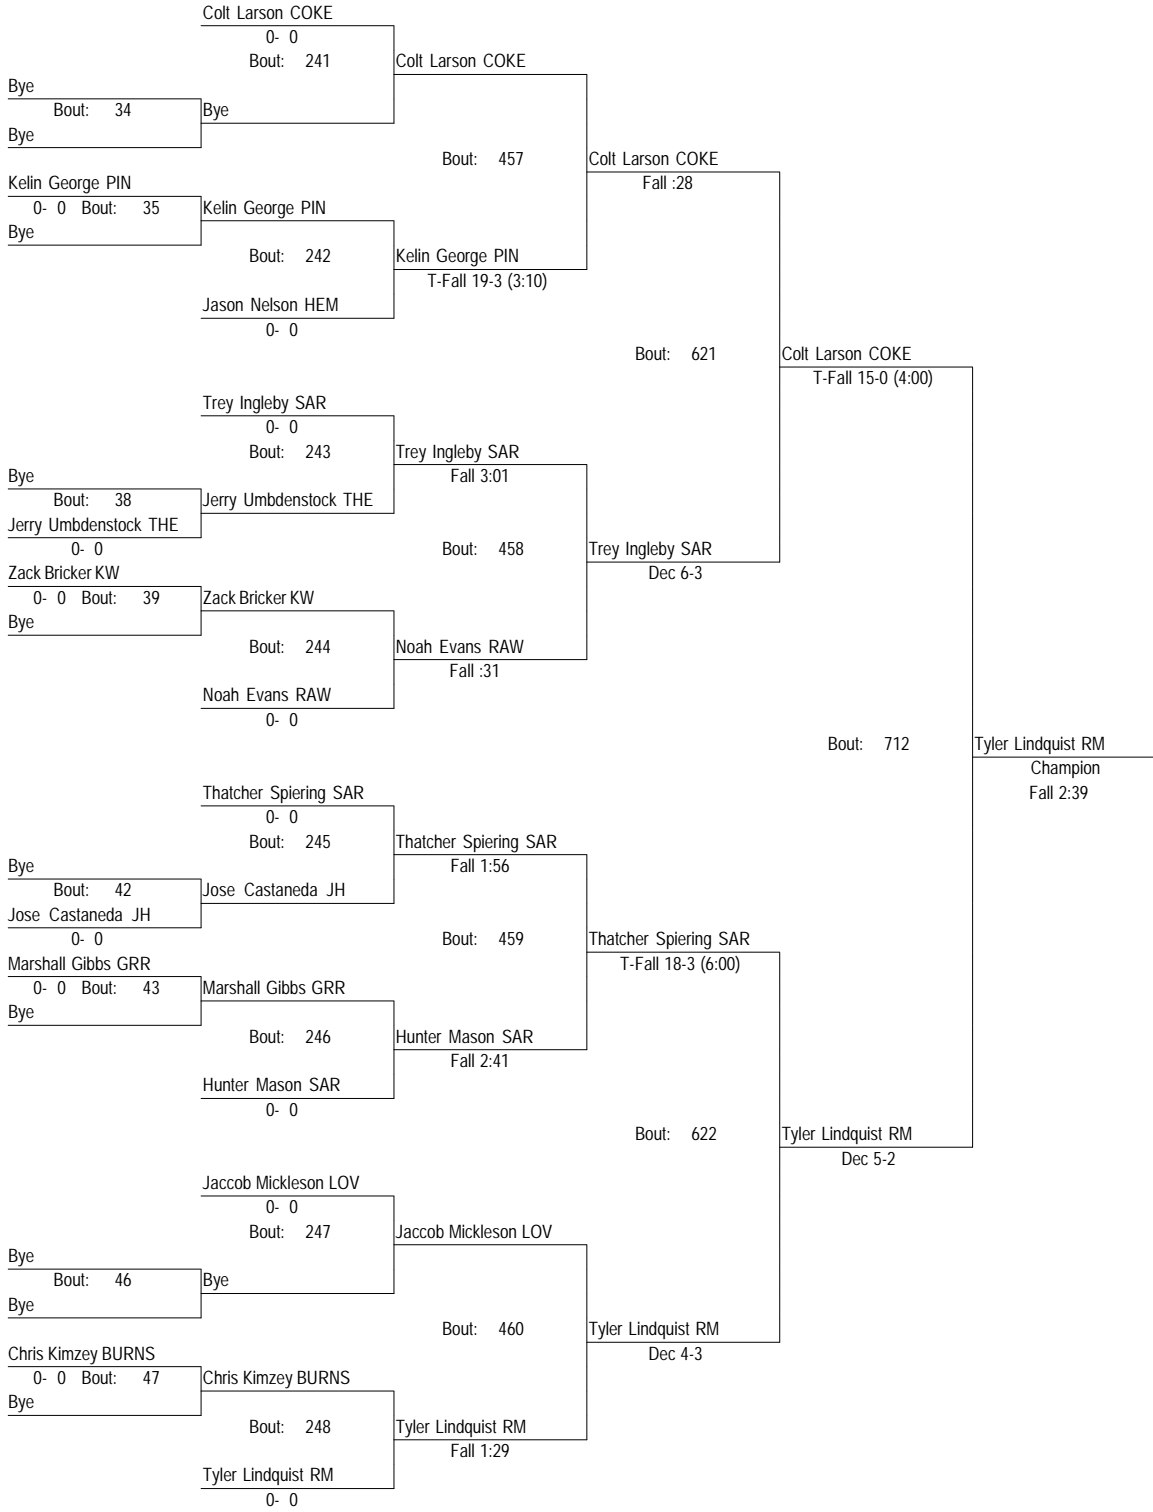 Colt Larson COKE
0- 0
Bout: 241
Colt Larson COKE
Bye
Bout: 34
Bye
Bye
Bout: 457
Colt Larson COKE
Fall :28
Kelin George PIN
0- 0 Bout: 35
Kelin George PIN
Bye
Bout: 242
Kelin George PIN
T-Fall 19-3 (3:10)
Jason Nelson HEM
0- 0
Bout: 621
Colt Larson COKE
T-Fall 15-0 (4:00)
Trey Ingleby SAR
0- 0
Bout: 243
Trey Ingleby SAR
Fall 3:01
Bye
Bout: 38
Jerry Umbdenstock THE
Jerry Umbdenstock THE
0- 0
Bout: 458
Trey Ingleby SAR
Dec 6-3
Zack Bricker KW
0- 0 Bout: 39
Zack Bricker KW
Bye
Bout: 244
Noah Evans RAW
Fall :31
Noah Evans RAW
0- 0
Bout: 712
Tyler Lindquist RM
Champion
Fall 2:39
Thatcher Spiering SAR
0- 0
Bout: 245
Thatcher Spiering SAR
Fall 1:56
Bye
Bout: 42
Jose Castaneda JH
Jose Castaneda JH
0- 0
Bout: 459
Thatcher Spiering SAR
T-Fall 18-3 (6:00)
Marshall Gibbs GRR
0- 0 Bout: 43
Marshall Gibbs GRR
Bye
Bout: 246
Hunter Mason SAR
Fall 2:41
Hunter Mason SAR
0- 0
Bout: 622
Tyler Lindquist RM
Dec 5-2
Jaccob Mickleson LOV
0- 0
Bout: 247
Jaccob Mickleson LOV
Bye
Bout: 46
Bye
Bye
Bout: 460
Tyler Lindquist RM
Dec 4-3
Chris Kimzey BURNS
0- 0 Bout: 47
Chris Kimzey BURNS
Bye
Bout: 248
Tyler Lindquist RM
Fall 1:29
Tyler Lindquist RM
0- 0